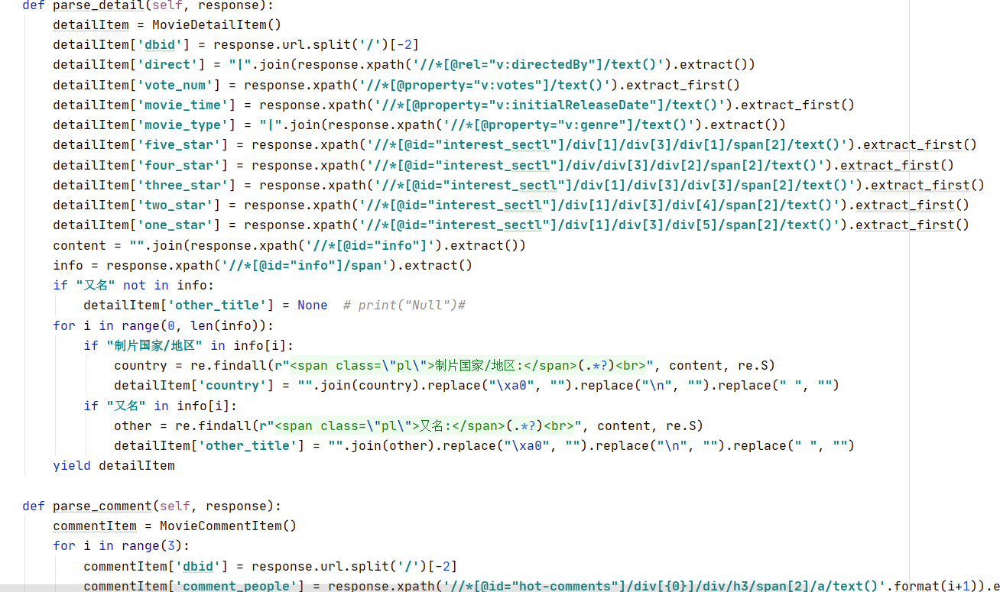 def parse_detail(self, response):
    detailItem = MovieDetailItem()
    detailItem['dbid'] = response.url.split('/')[-2]
    detailItem['direct'] = "|".join(response.xpath('//*[@rel="v:directedBy"]/text()').extract())
    detailItem['vote_num'] = response.xpath('//*[@property="v:votes"]/text()').extract_first()
    detailItem['movie_time'] = response.xpath('//*[@property="v:initialReleaseDate"]/text()').extract_first()
    detailItem['movie_type'] = "|".join(response.xpath('//*[@property="v:genre"]/text()').extract())
    detailItem['five_star'] = response.xpath('//*[@id="interest_sectl"]/div[1]/div[3]/div[1]/span[2]/text()').extract_first()
    detailItem['four_star'] = response.xpath('//*[@id="interest_sectl"]/div/div[3]/div[2]/span[2]/text()').extract_first()
    detailItem['three_star'] = response.xpath('//*[@id="interest_sectl"]/div[1]/div[3]/div[3]/span[2]/text()').extract_first()
    detailItem['two_star'] = response.xpath('//*[@id="interest_sectl"]/div[1]/div[3]/div[4]/span[2]/text()').extract_first()
    detailItem['one_star'] = response.xpath('//*[@id="interest_sectl"]/div[1]/div[3]/div[5]/span[2]/text()').extract_first()
    content = "".join(response.xpath('//*[@id="info"]').extract())
    info = response.xpath('//*[@id="info"]/span').extract()
    if "又名" not in info:
        detailItem['other_title'] = None  # print("Null")#
    for i in range(0, len(info)):
        if "制片国家/地区" in info[i]:
            country = re.findall(r"<span class=\"pl\">制片国家/地区:</span>(.*?)<br>", content, re.S)
            detailItem['country'] = "".join(country).replace("\xa0", "").replace("\n", "").replace(" ", "")
        if "又名" in info[i]:
            other = re.findall(r"<span class=\"pl\">又名:</span>(.*?)<br>", content, re.S)
            detailItem['other_title'] = "".join(other).replace("\xa0", "").replace("\n", "").replace(" ", "")
    yield detailItem
def parse_comment(self, response):
    commentItem = MovieCommentItem()
    for i in range(3):
        commentItem['dbid'] = response.url.split('/')[-2]
        commentItem['comment_people'] = response.xpath('//*[@id="hot-comments"]/div[{0}]/div/h3/span[2]/a/text()'.format(i+1)).e